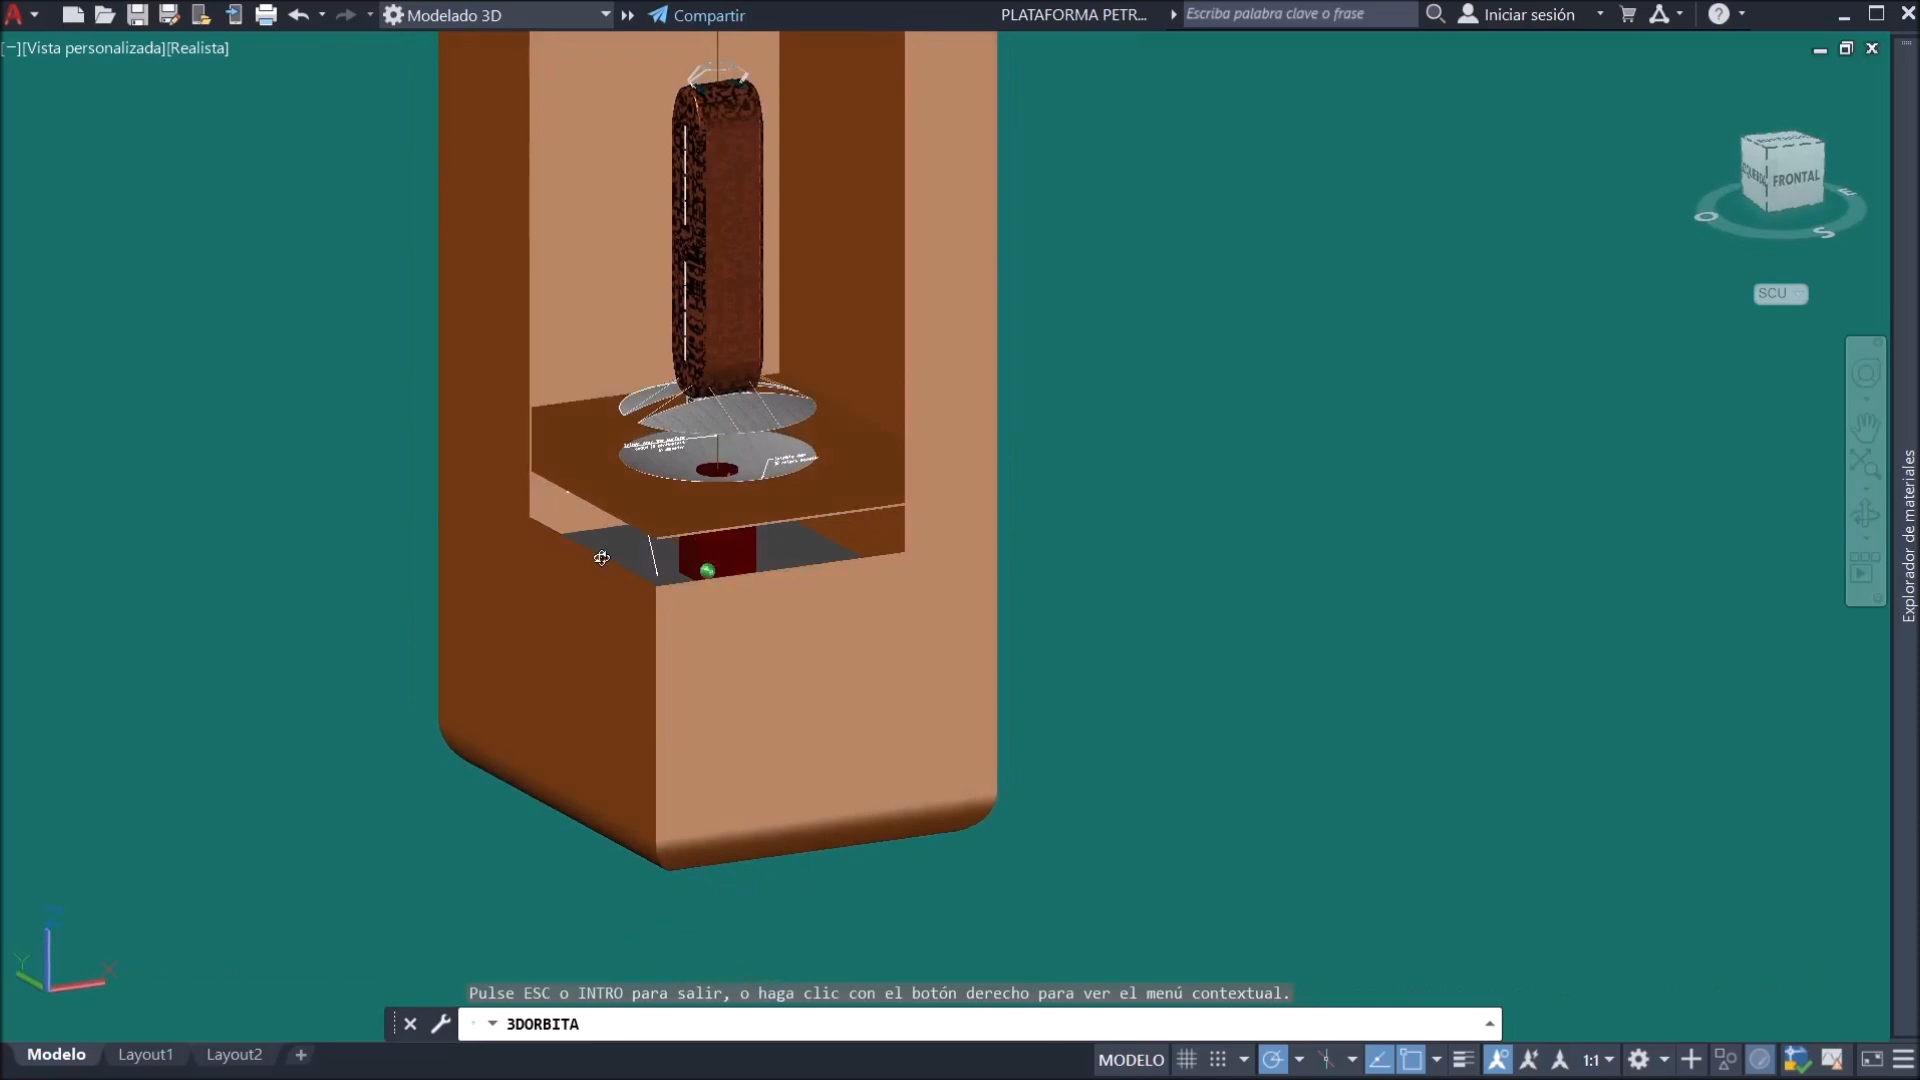 Modelado 3D
Compartir
PLATAFORMA PETR...
Escriba palabra clave o frase
Iniciar sesión
[−][Vista personalizada][Realista]
FRONTAL
O
S
E
SCU
Explorador de materiales
Z
Y
X
Pulse ESC o INTRO para salir, o haga clic con el botón derecho para ver el menú contextual.
3DORBITA
Modelo
Layout1
Layout2
MODELO
1:1